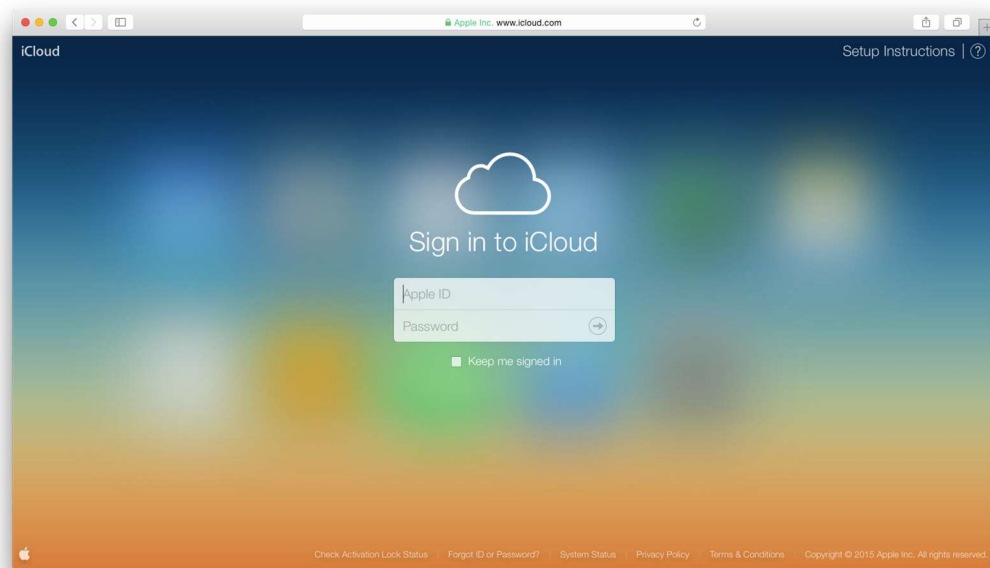 Apple Inc. www.icloud.com
iCloud
Setup Instructions | ?
Sign in to iCloud
Apple ID
Password
Keep me signed in
Check Activation Lock Status | Forgot ID or Password? | System Status | Privacy Policy | Terms & Conditions | Copyright © 2015 Apple Inc. All rights reserved.